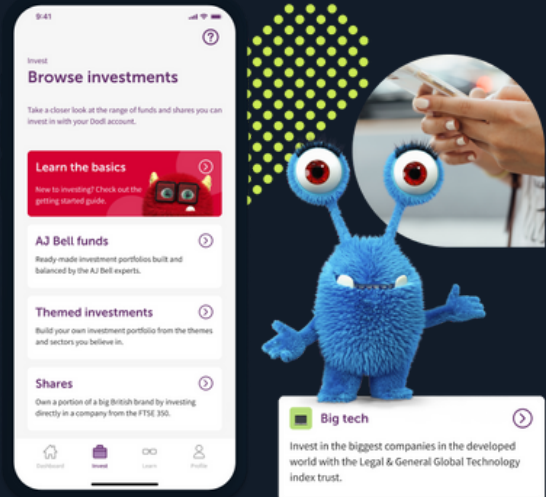 9:41
Invest
Browse investments
Take a closer look at the range of funds and shares you can
invest in with your Dodl account.
Learn the basics
New to investing? Check out the
getting started guide.
AJ Bell funds
Ready-made investment portfolios built and
balanced by the AJ Bell experts.
Themed investments
Build your own investment portfolio from the themes
and sectors you believe in.
Shares
Own a portion of a big British brand by investing
directly in a company from the FTSE 350.
Dashboard
Invest
Learn
Profile
Big tech
Invest in the biggest companies in the developed
world with the Legal & General Global Technology
index trust.